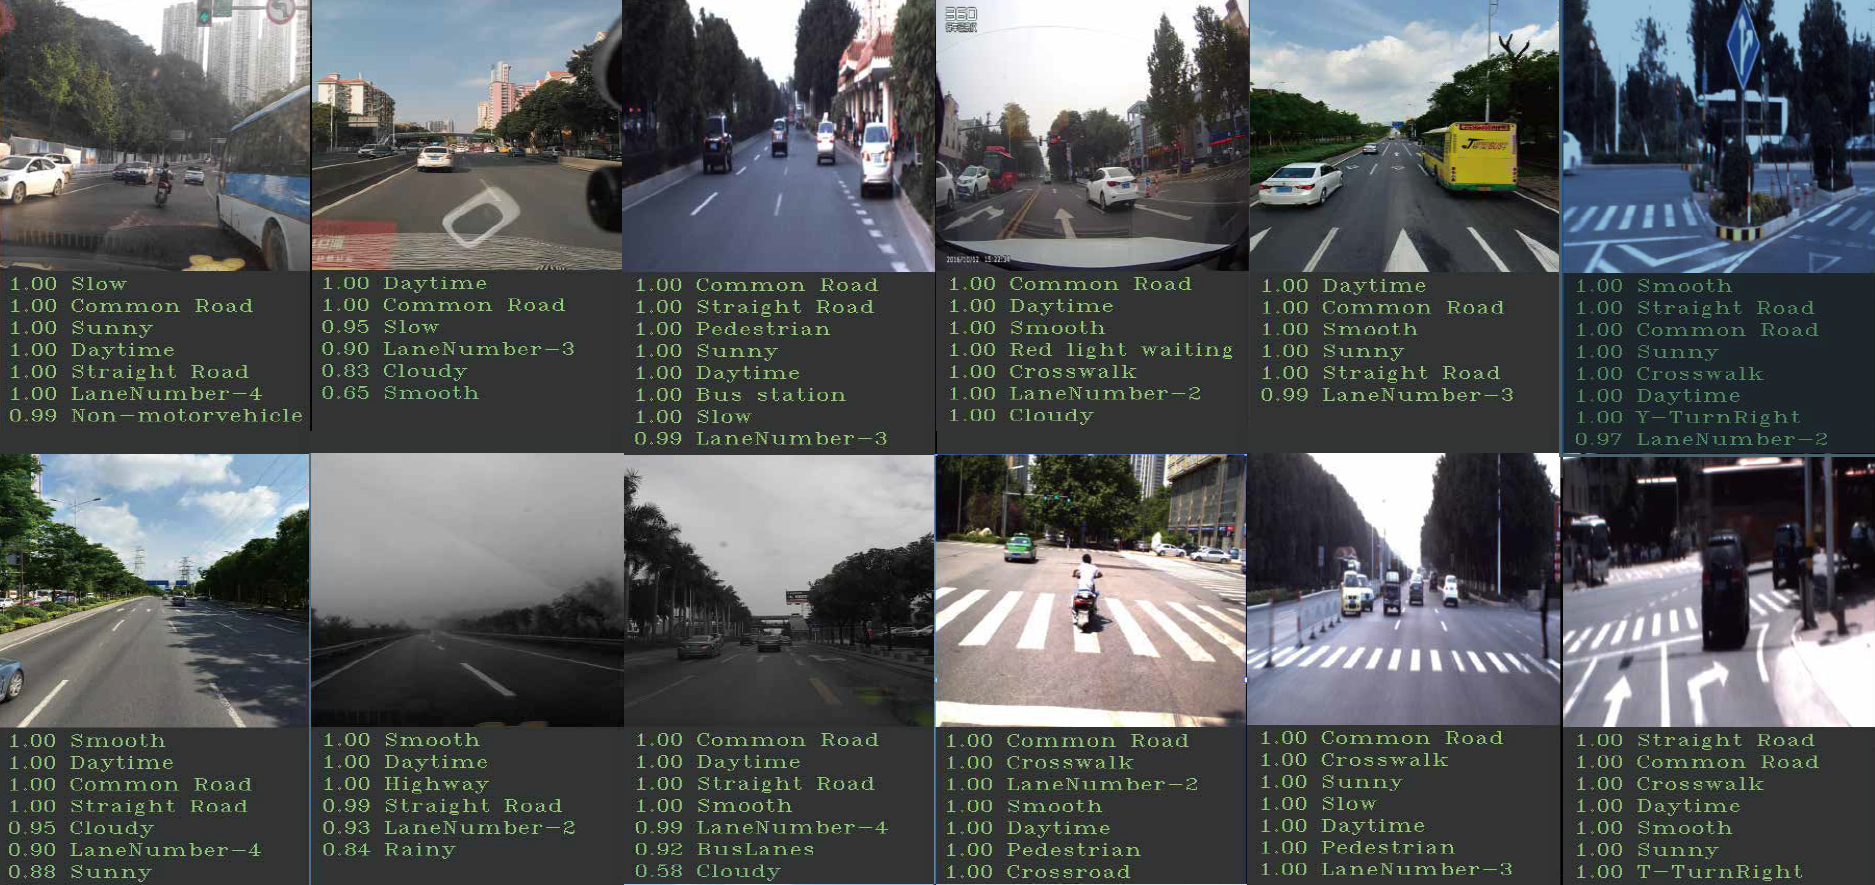 360
2016/10/12 15:22:34
1.00 Slow
1.00 Common Road
1.00 Sunny
1.00 Daytime
1.00 Straight Road
1.00 LaneNumber-4
0.99 Non-motorvehicle
1.00 Daytime
1.00 Common Road
0.95 Slow
0.90 LaneNumber-3
0.83 Cloudy
0.65 Smooth
1.00 Common Road
1.00 Straight Road
1.00 Pedestrian
1.00 Sunny
1.00 Daytime
1.00 Bus station
1.00 Slow
0.99 LaneNumber-3
1.00 Common Road
1.00 Daytime
1.00 Smooth
1.00 Red light waiting
1.00 Crosswalk
1.00 LaneNumber-2
1.00 Cloudy
1.00 Daytime
1.00 Common Road
1.00 Smooth
1.00 Sunny
1.00 Straight Road
0.99 LaneNumber-3
1.00 Smooth
1.00 Straight Road
1.00 Common Road
1.00 Sunny
1.00 Crosswalk
1.00 Daytime
1.00 Y-TurnRight
0.97 LaneNumber-2
1.00 Smooth
1.00 Daytime
1.00 Common Road
1.00 Straight Road
0.95 Cloudy
0.90 LaneNumber-4
0.88 Sunny
1.00 Smooth
1.00 Daytime
1.00 Highway
0.99 Straight Road
0.93 LaneNumber-2
0.84 Rainy
1.00 Common Road
1.00 Daytime
1.00 Straight Road
1.00 Smooth
0.99 LaneNumber-4
0.92 BusLanes
0.58 Cloudy
1.00 Common Road
1.00 Crosswalk
1.00 LaneNumber-2
1.00 Smooth
1.00 Daytime
1.00 Pedestrian
1.00 Crossroad
1.00 Common Road
1.00 Crosswalk
1.00 Sunny
1.00 Slow
1.00 Daytime
1.00 Pedestrian
1.00 LaneNumber-3
1.00 Straight Road
1.00 Common Road
1.00 Crosswalk
1.00 Daytime
1.00 Smooth
1.00 Sunny
1.00 T-TurnRight